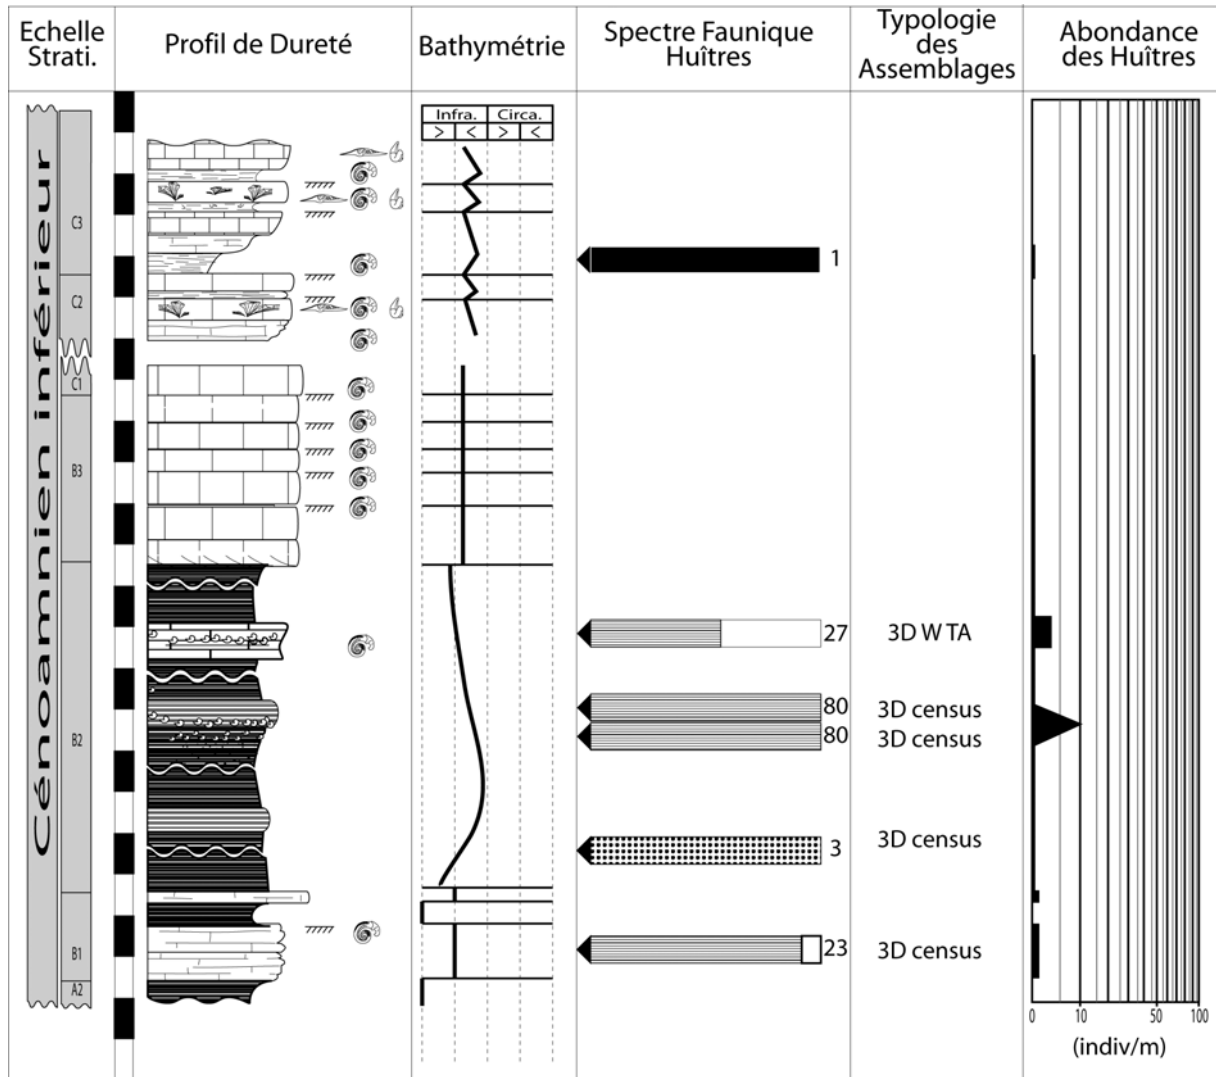 Echelle
Strati.
Profil de Dureté
Bathymétrie
Spectre Faunique
Huîtres
Typologie
des
Assemblages
Abondance
des Huîtres
Infra. Circa.
> < > <
Cénoamnien inférieur
C3
C2
C1
B3
B2
B1
A2
1
27
80
80
3
23
3D W TA
3D census
3D census
3D census
3D census
0 10 50 100
(indiv/m)